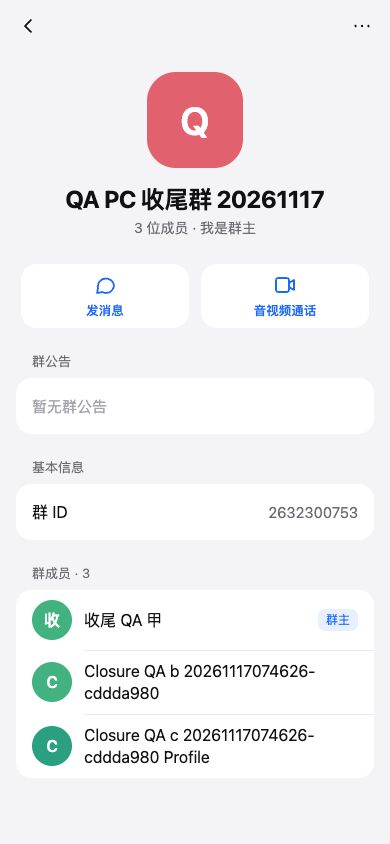 Q
QA PC 收尾群 20261117
3 位成员 · 我是群主
发消息
音视频通话
群公告
暂无群公告
基本信息
群 ID 2632300753
群成员 · 3
收 收尾 QA 甲 群主
C Closure QA b 20261117074626-
cddda980
C Closure QA c 20261117074626-
cddda980 Profile